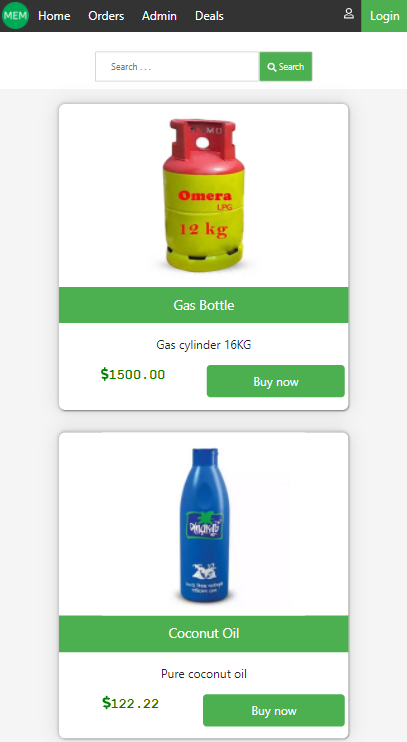 MEM Home Orders Admin Deals Login
Search . . . Search
Omera
LPG
12 kg
Gas Bottle
Gas cylinder 16KG
$1500.00 Buy now
Coconut Oil
Pure coconut oil
$122.22 Buy now